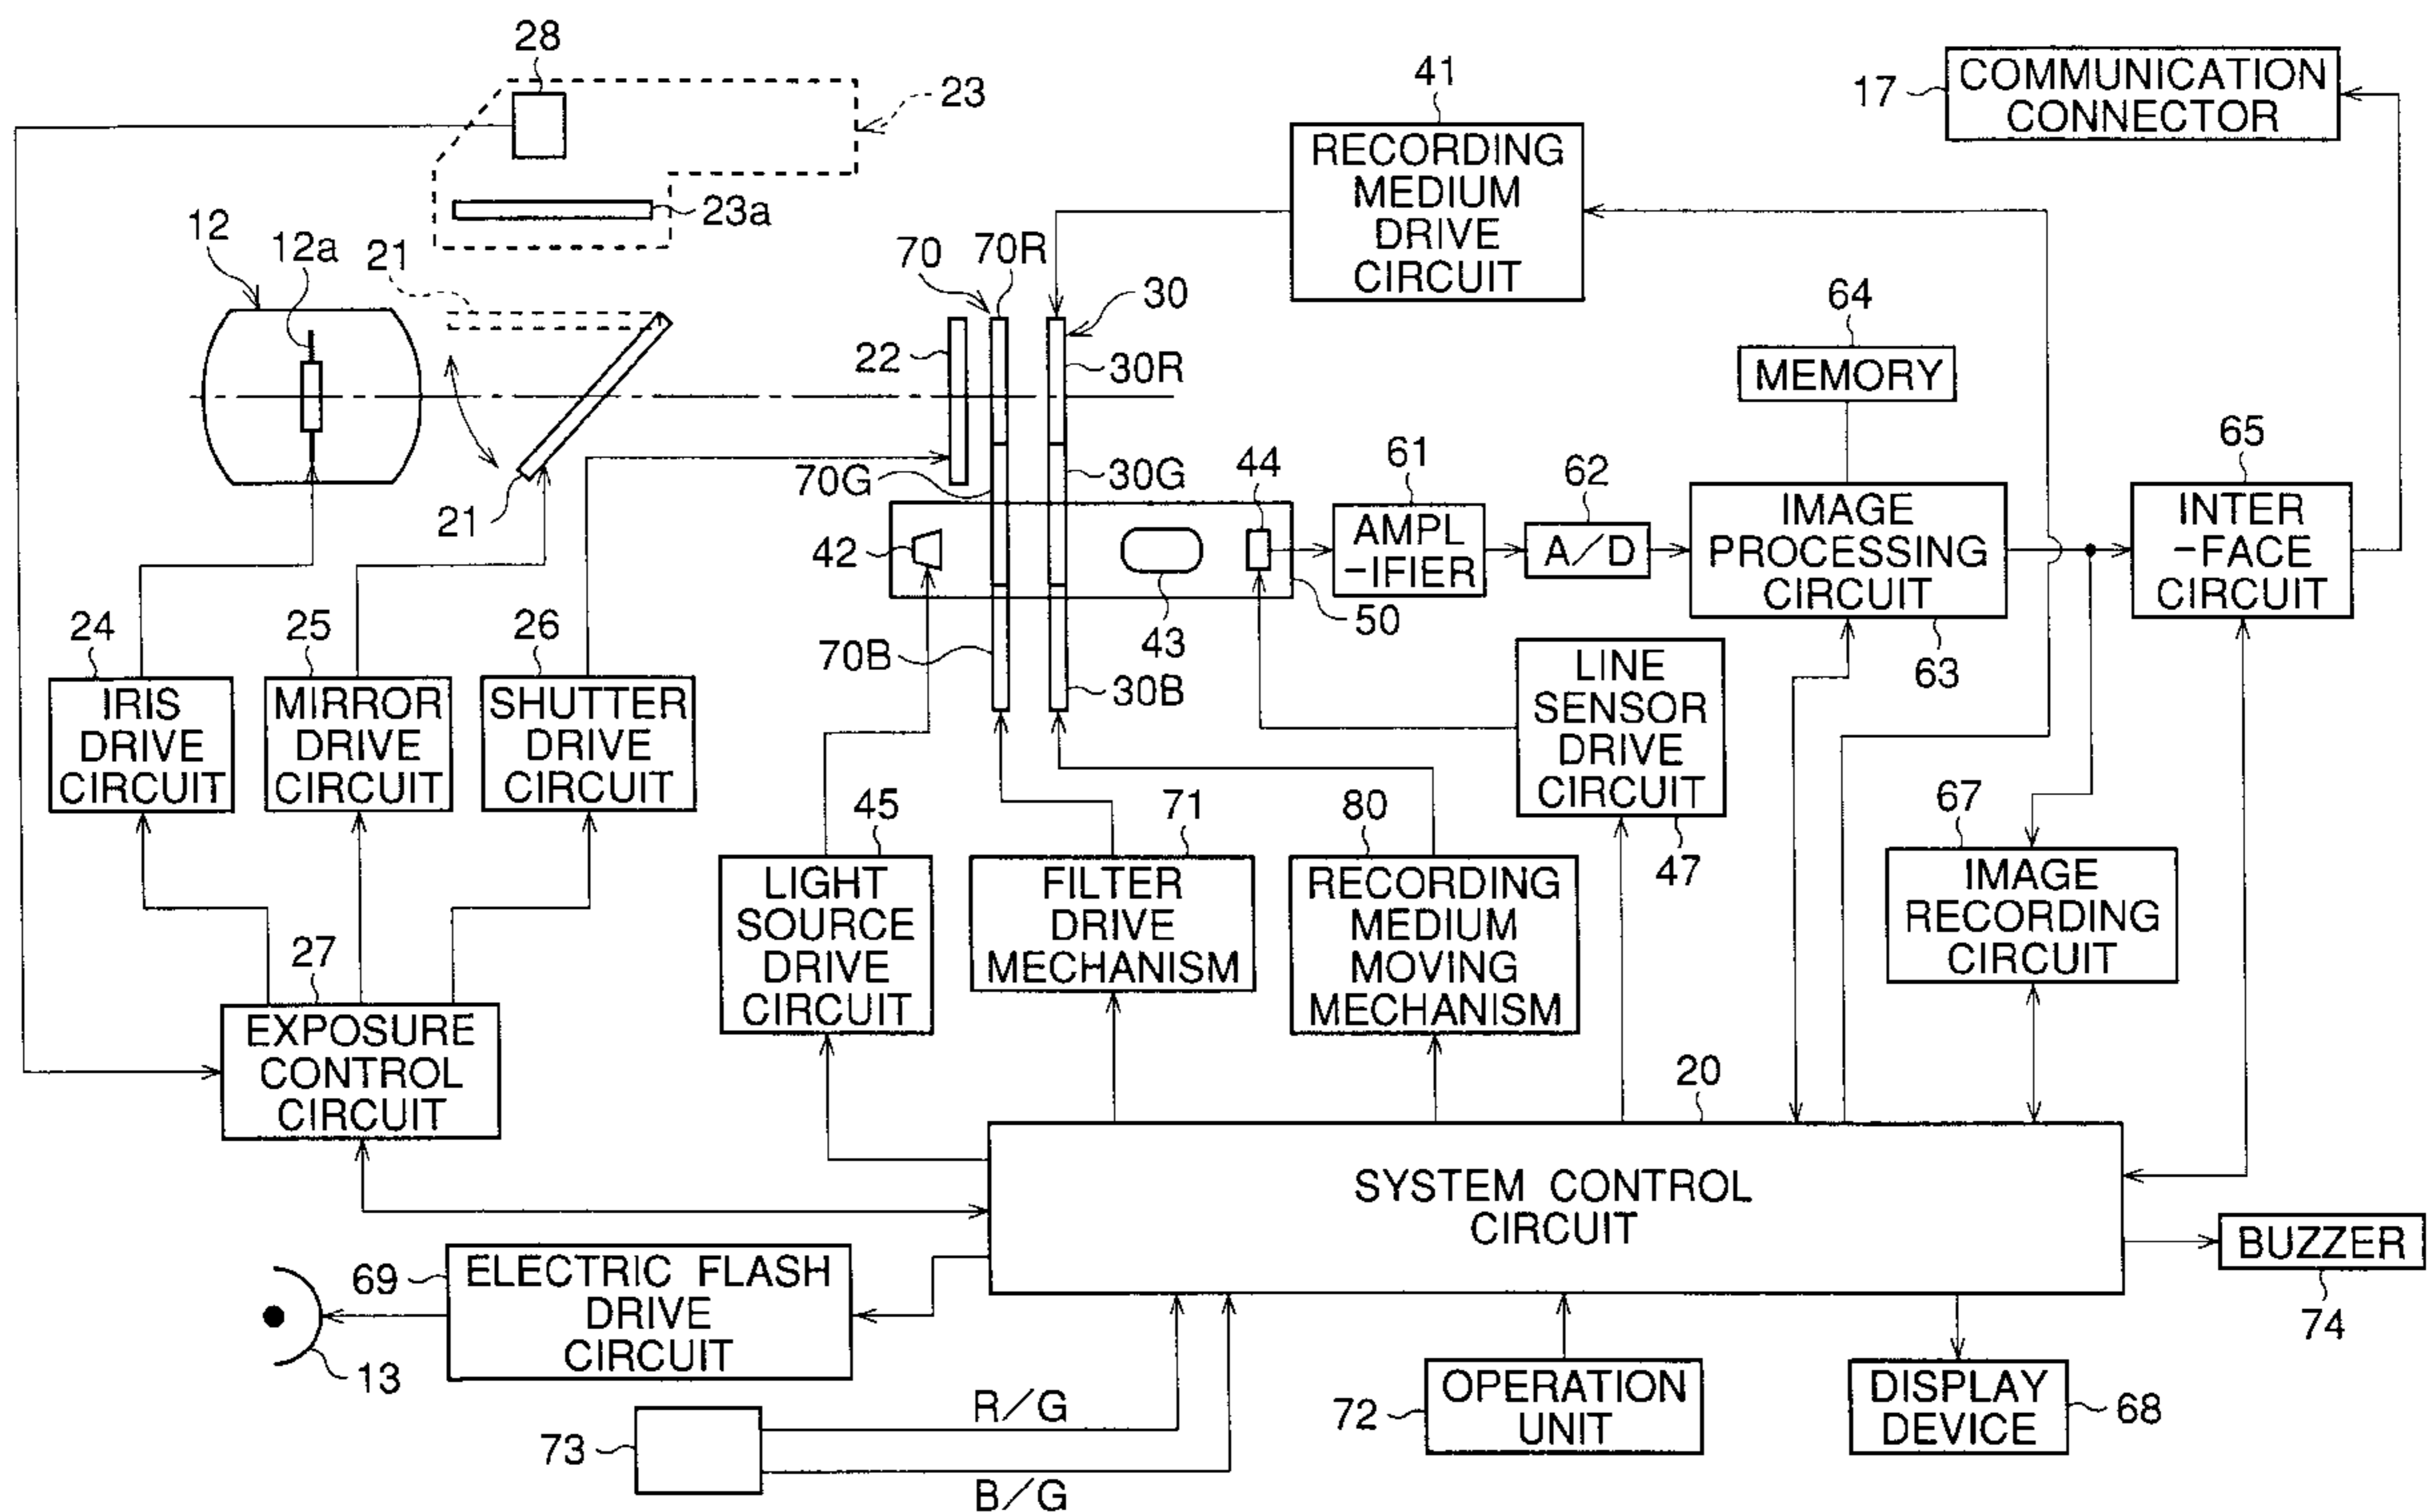 28
23
41
17
COMMUNICATION
CONNECTOR
RECORDING
MEDIUM
DRIVE
CIRCUIT
23a
12
12a
21
70
70R
30
64
22
30R
MEMORY
21
70G
30G
44
61
62
65
42
AMPL
-IFIER
A/D
IMAGE
PROCESSING
CIRCUIT
INTER
-FACE
CIRCUIT
43
50
63
24
25
26
70B
30B
IRIS
DRIVE
CIRCUIT
MIRROR
DRIVE
CIRCUIT
SHUTTER
DRIVE
CIRCUIT
LINE
SENSOR
DRIVE
CIRCUIT
47
45
71
80
67
LIGHT
SOURCE
DRIVE
CIRCUIT
FILTER
DRIVE
MECHANISM
RECORDING
MEDIUM
MOVING
MECHANISM
IMAGE
RECORDING
CIRCUIT
27
EXPOSURE
CONTROL
CIRCUIT
20
SYSTEM CONTROL
CIRCUIT
69
ELECTRIC FLASH
DRIVE
CIRCUIT
13
BUZZER
74
73
R/G
B/G
72
OPERATION
UNIT
DISPLAY
DEVICE
68